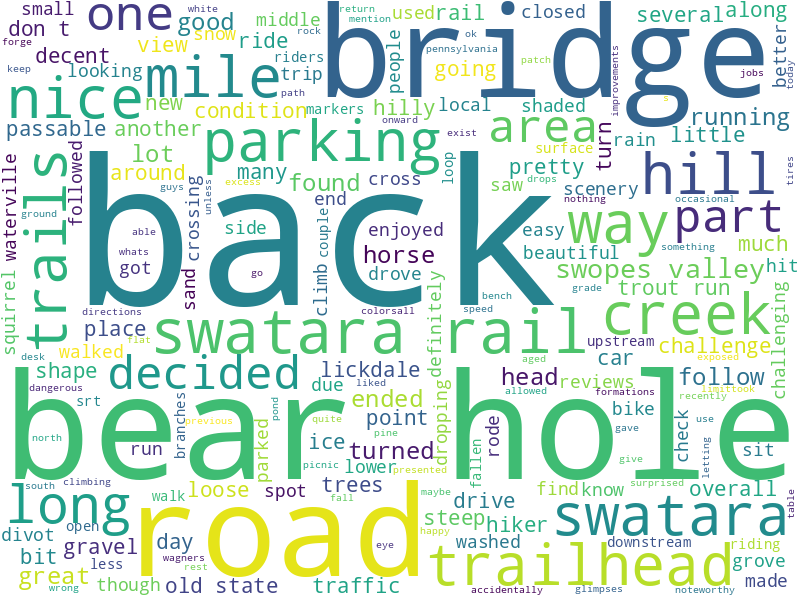 small
white
return
mention
rock
ok
one
good
middle
used
rail
closed
several
along
don t
snow
bridge
people
pennsylvania
patch
jobs
better
today
forge
decent
view
ride
riders
going
keep
looking
mile
trip
path
improvements
s
nice
new
condition
markers
hilly
local
shaded
running
passable
another
parking
onward
exist
area
turn
rain
little
lot
surface
trails
followed
around
guys
excess
many
found
cross
loop
pretty
saw
drops
hill
tires
waterville
ground
able
whats
got
crossing
unless
back
end
couple
scenery
nothing
occasional
side
enjoyed
easy
way
part
sand
go
climb
horse
drove
beautiful
something
much
squirrel
bench
grade
swopes valley
hit
directions
colorsall
speed
trout run
creek
place
flat
swatara rail
definitely
walked
aged
upstream
challenge
challenging
desk
shape
dangerous
decided
lickdale
liked
head
allowed
formations
car
exposed
limittook
srt
due
reviews
follow
recently
bear hole
branches
previous
ended
dropping
rode
bike
gave
check
use
north
run
parked
quite
pond
point
ice
turned
pine
lower
fallen
give
letting
sit
south
climbing
picnic
presented
surprised
long
road
walk
loose
spot
trees
fall
maybe
drive
find
know
overall
table
divot
open
day
eye
happy
steep
hiker
swatara
bit
gravel
wagners
washed
downstream
riding
less
rest
trailhead
grove
great
wrong
though
old state
traffic
accidentally
glimpses
noteworthy
made